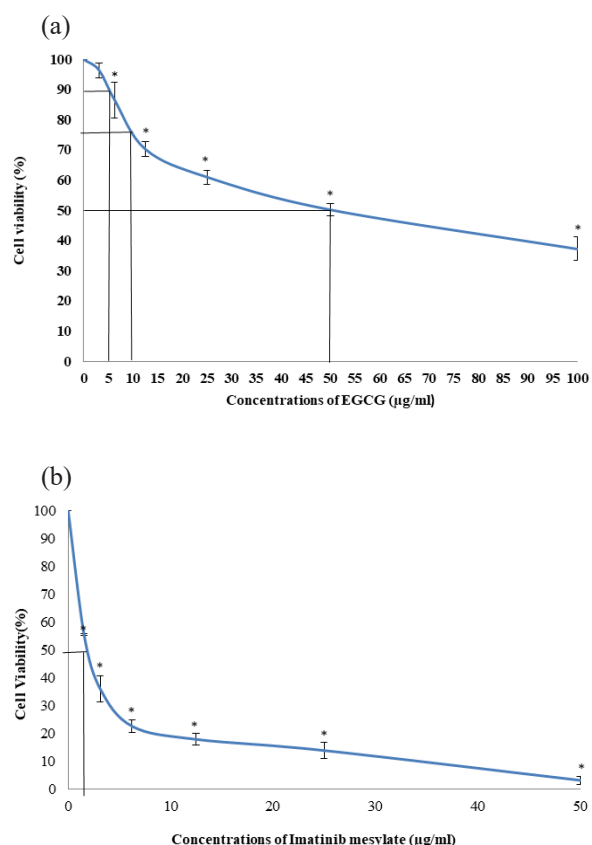 (a)
100
90
80
70
60
50
40
30
20
10
0
Cell viability (%)
* * * * *
0 5 10 15 20 25 30 35 40 45 50 55 60 65 70 75 80 85 90 95 100
Concentrations of EGCG (µg/ml)
(b)
100
90
80
70
60
50
40
30
20
10
0
Cell Viability(%)
* * * * * *
0 10 20 30 40 50
Concentrations of Imatinib mesylate (µg/ml)